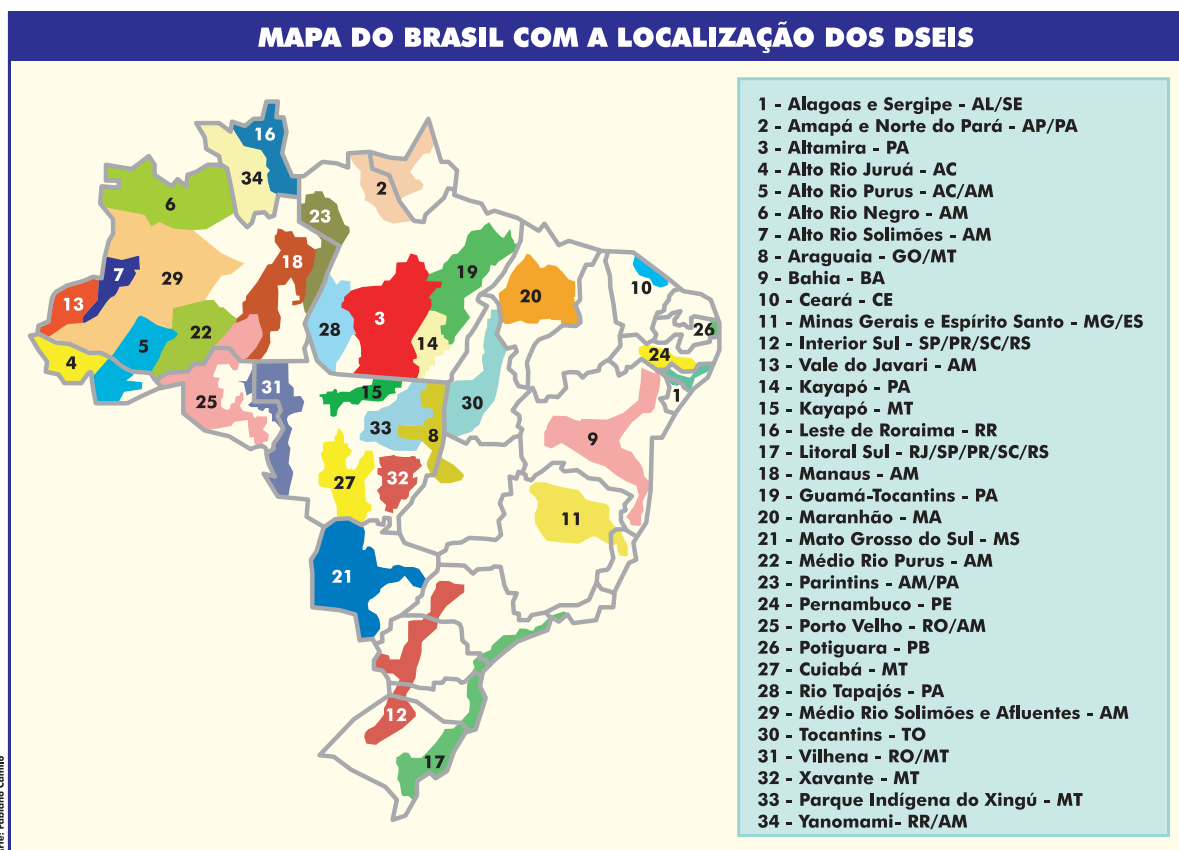 MAPA DO BRASIL COM A LOCALIZAÇÃO DOS DSEIS
16
34
6
2
23
18
19
7
29
20
10
13
28
3
26
22
14
24
5
4
31
15
1
30
25
33
8
9
27
32
11
21
12
17
1 - Alagoas e Sergipe - AL/SE
2 - Amapá e Norte do Pará - AP/PA
3 - Altamira - PA
4 - Alto Rio Juruá - AC
5 - Alto Rio Purus - AC/AM
6 - Alto Rio Negro - AM
7 - Alto Rio Solimões - AM
8 - Araguaia - GO/MT
9 - Bahia - BA
10 - Ceará - CE
11 - Minas Gerais e Espírito Santo - MG/ES
12 - Interior Sul - SP/PR/SC/RS
13 - Vale do Javari - AM
14 - Kayapó - PA
15 - Kayapó - MT
16 - Leste de Roraima - RR
17 - Litoral Sul - RJ/SP/PR/SC/RS
18 - Manaus - AM
19 - Guamá-Tocantins - PA
20 - Maranhão - MA
21 - Mato Grosso do Sul - MS
22 - Médio Rio Purus - AM
23 - Parintins - AM/PA
24 - Pernambuco - PE
25 - Porto Velho - RO/AM
26 - Potiguara - PB
27 - Cuiabá - MT
28 - Rio Tapajós - PA
29 - Médio Rio Solimões e Afluentes - AM
30 - Tocantins - TO
31 - Vilhena - RO/MT
32 - Xavante - MT
33 - Parque Indígena do Xingú - MT
34 - Yanomami- RR/AM
Fabiano Camilo